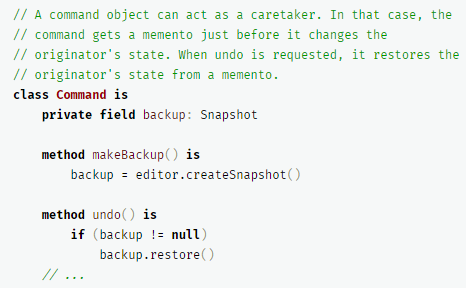 // A command object can act as a caretaker. In that case, the
// command gets a memento just before it changes the
// originator's state. When undo is requested, it restores the
// originator's state from a memento.
class Command is
    private field backup: Snapshot

    method makeBackup() is
        backup = editor.createSnapshot()

    method undo() is
        if (backup != null)
            backup.restore()
    // ...